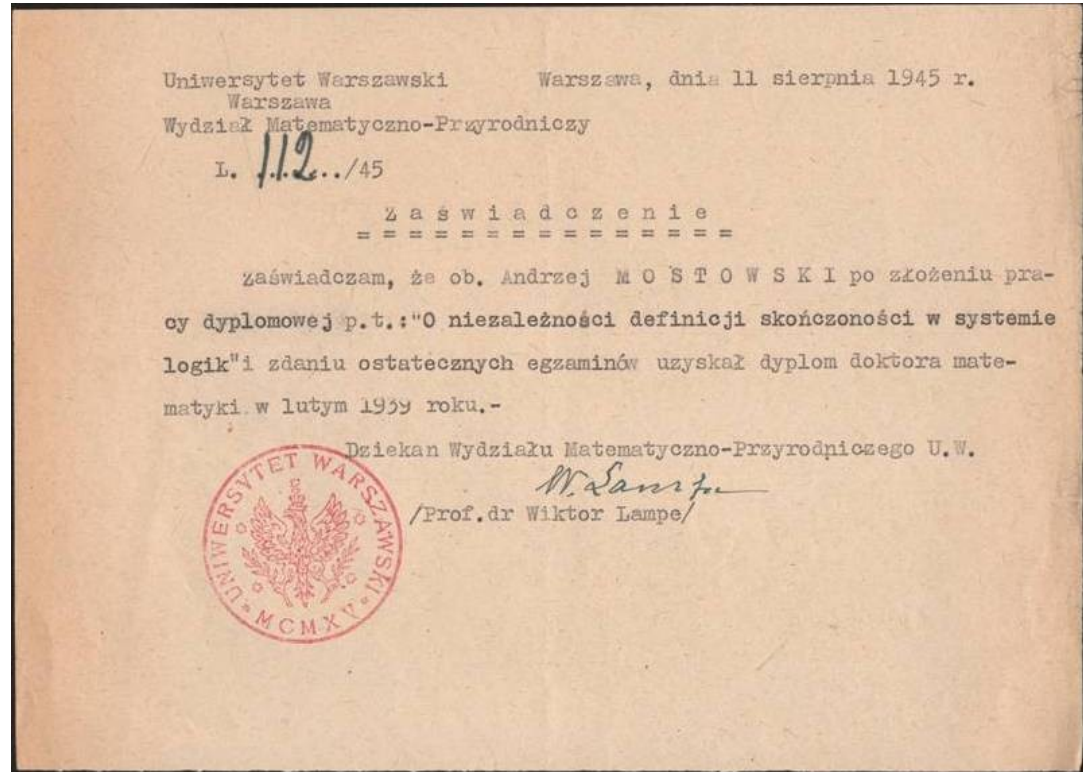 Uniwersytet Warszawski Warszawa, dnia 11 sierpnia 1945 r.
Warszawa
Wydział Matematyczno-Przyrodniczy
L. 112../45
Zaświadczenie
= = = = = = = = = = = = = = =
Zaświadczam, że ob. Andrzej M O S T O W S K I po złożeniu pra-
cy dyplomowej p.t.:"O niezależności definicji skończoności w systemie
logik"i zdaniu ostatecznych egzaminów uzyskał dyplom doktora mate-
matyki w lutym 1939 roku.-
Dziekan Wydziału Matematyczno-Przyrodniczego U.W.
W. Lampe
/Prof.dr Wiktor Lampe/
UNIWERSYTET WARSZAWSKI
MCMXV